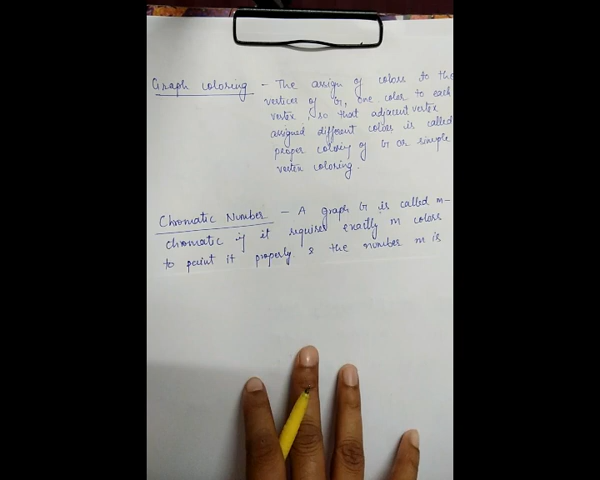 Graph coloring - The assign of colors to the
vertices of G, one color to each
vertex, so that adjacent vertex
assigned different colors is called
proper coloring of G or simple
vertex coloring.
Chromatic Number - A graph G is called m-
chromatic if it requires exactly m colors
to paint it properly & the number m is